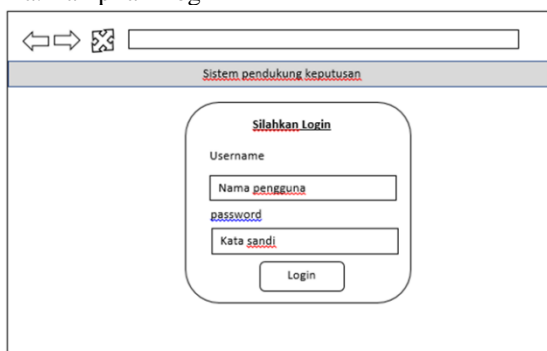 Sistem pendukung keputusan
Silahkan Login
Username
Nama pengguna
password
Kata sandi
Login